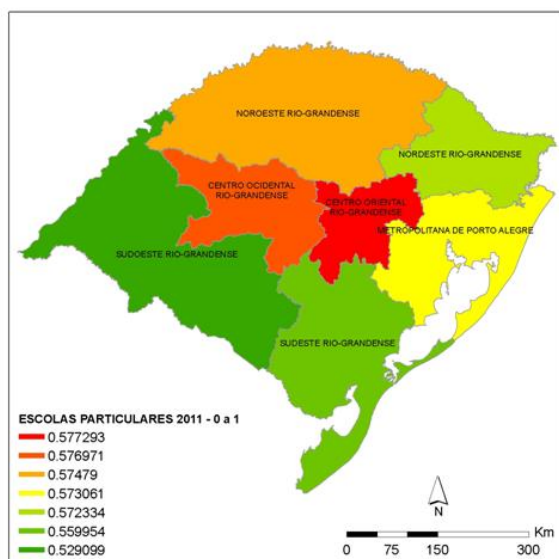 NOROESTE RIO-GRANDENSE
NORDESTE RIO-GRANDENSE
CENTRO OCIDENTAL
RIO-GRANDENSE
CENTRO ORIENTAL
RIO-GRANDENSE
METROPOLITANA DE PORTO ALEGRE
SUDOESTE RIO-GRANDENSE
SUDESTE RIO-GRANDENSE
ESCOLAS PARTICULARES 2011 - 0 a 1
0.577293
0.576971
0.57479
0.573061
0.572334
0.559954
0.529099
N
Km
0 75 150 300